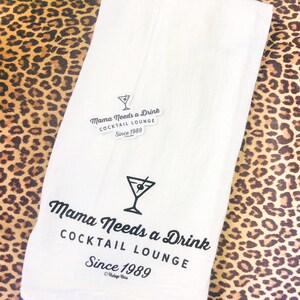 Mama Needs a Drink
COCKTAIL LOUNGE
Since 1989
Mama Needs a Drink
COCKTAIL LOUNGE
Since 1989